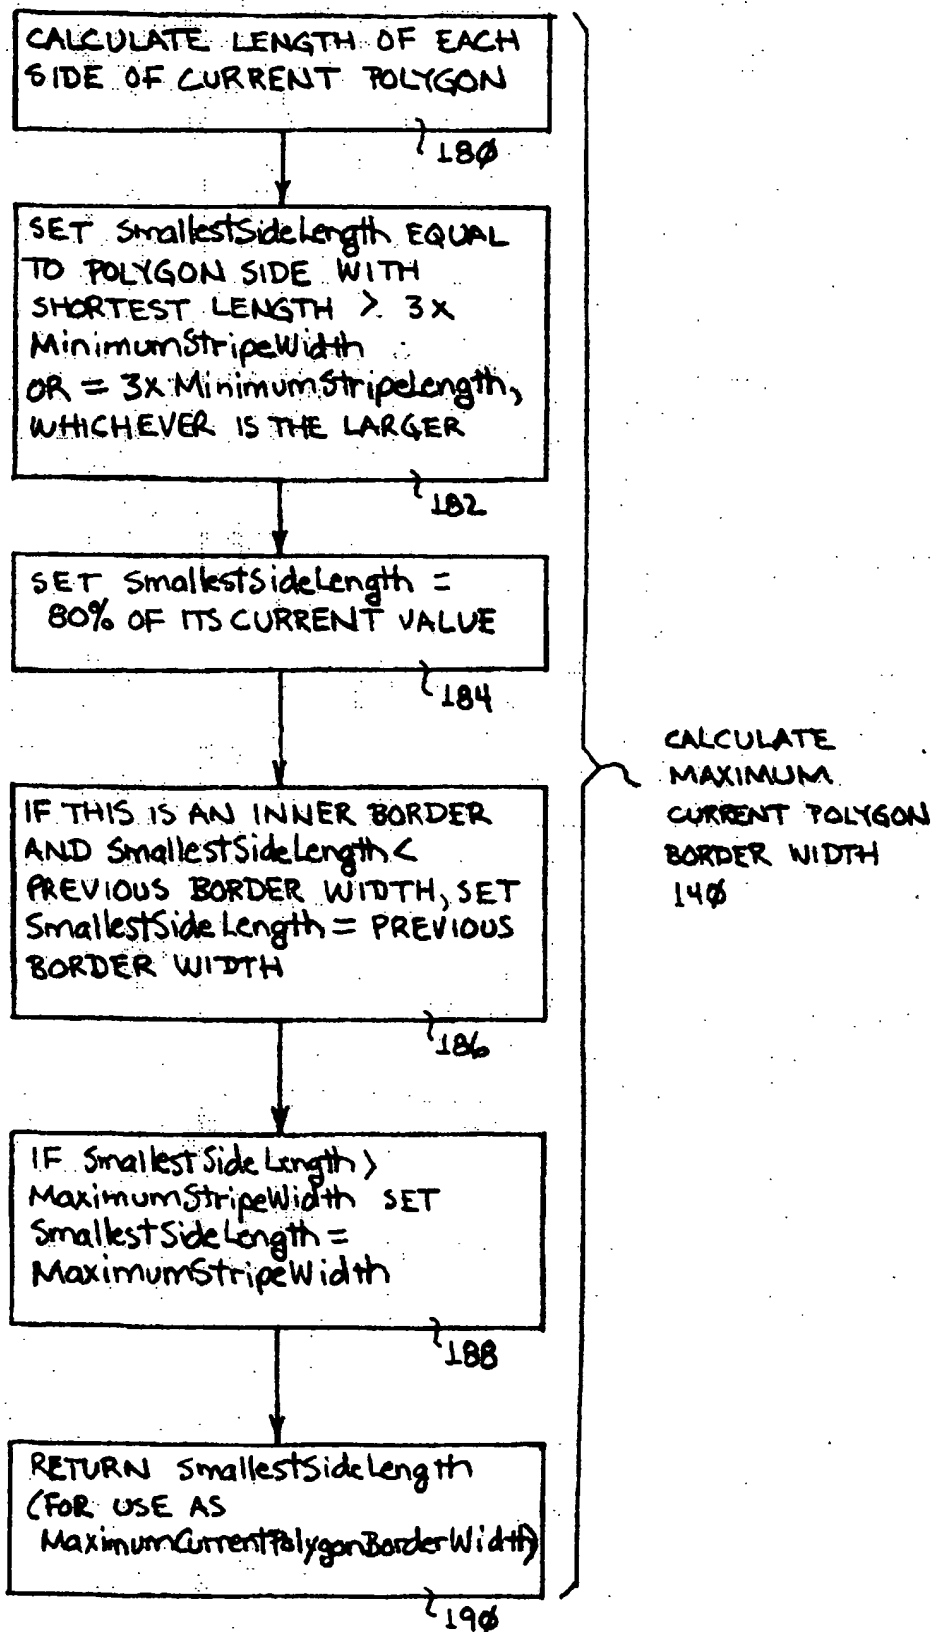 CALCULATE LENGTH OF EACH
SIDE OF CURRENT POLYGON
180
SET SmallestSideLength EQUAL
TO POLYGON SIDE WITH
SHORTEST LENGTH > 3x
MinimumStripeWidth
OR = 3x MinimumStripeLength,
WHICHEVER IS THE LARGER
182
SET SmallestSideLength =
80% OF ITS CURRENT VALUE
184
IF THIS IS AN INNER BORDER
AND SmallestSideLength <
PREVIOUS BORDER WIDTH, SET
SmallestSideLength = PREVIOUS
BORDER WIDTH
186
IF SmallestSideLength >
MaximumStripeWidth SET
SmallestSideLength =
MaximumStripeWidth
188
RETURN SmallestSideLength
(FOR USE AS
MaximumCurrentPolygonBorderWidth)
190
CALCULATE
MAXIMUM
CURRENT POLYGON
BORDER WIDTH
140